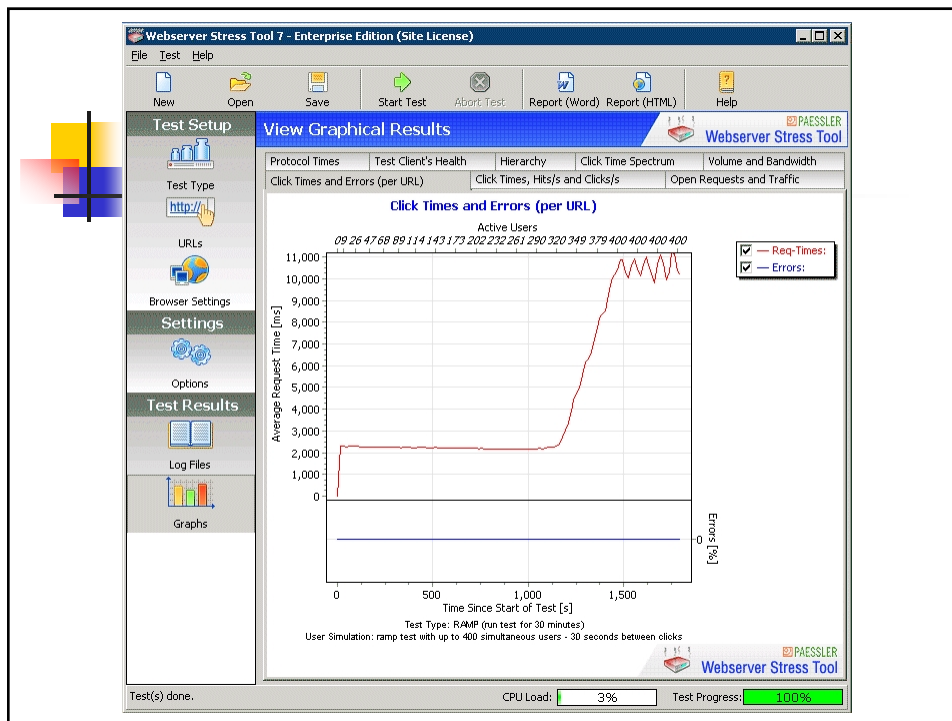 Webserver Stress Tool 7 - Enterprise Edition (Site License)
File Test Help
New Open Save Start Test Abort Test Report (Word) Report (HTML) Help
Test Setup
Test Type
http://
URLs
Browser Settings
Settings
Options
Test Results
Log Files
Graphs
View Graphical Results
PAESSLER
Webserver Stress Tool
Protocol Times Test Client's Health Hierarchy Click Time Spectrum Volume and Bandwidth
Click Times and Errors (per URL) Click Times, Hits/s and Clicks/s Open Requests and Traffic
Click Times and Errors (per URL)
Active Users
0 9 26 47 68 89 114 143 173 202 232 261 290 320 349 379 400 400 400 400
Req-Times:
Errors:
Average Request Time [ms]
11,000
10,000
9,000
8,000
7,000
6,000
5,000
4,000
3,000
2,000
1,000
0
0
Errors [%]
0 500 1,000 1,500
Time Since Start of Test [s]
Test Type: RAMP (run test for 30 minutes)
User Simulation: ramp test with up to 400 simultaneous users - 30 seconds between clicks
PAESSLER
Webserver Stress Tool
Test(s) done.
CPU Load: 3% Test Progress: 100%